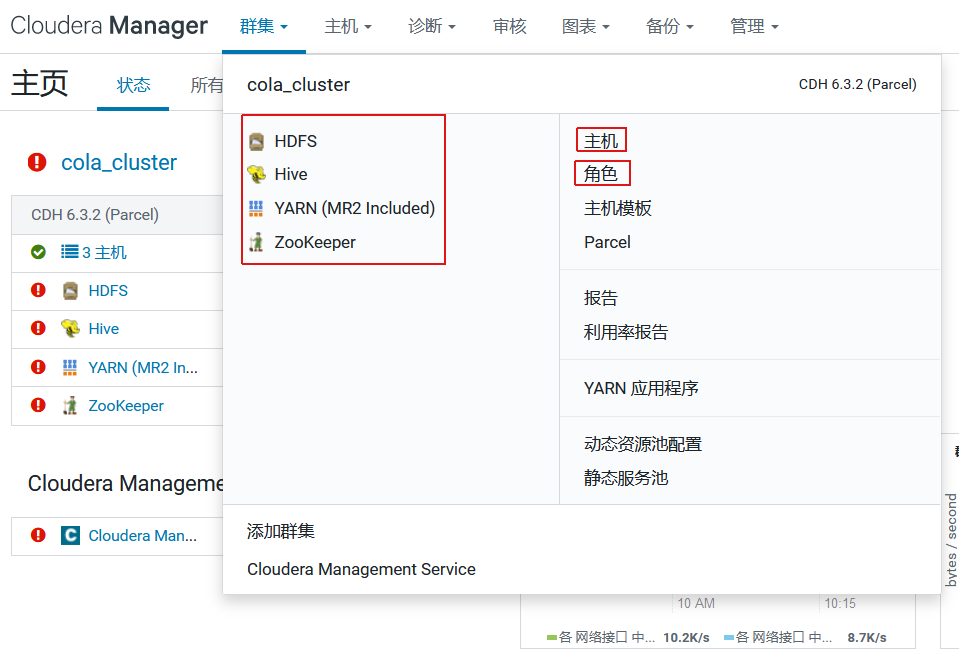 Cloudera Manager 群集 主机 诊断 审核 图表 备份 管理
主页 状态 所有
cola_cluster CDH 6.3.2 (Parcel)
HDFS
Hive
YARN (MR2 Included)
ZooKeeper
主机
角色
主机模板
Parcel
报告
利用率报告
YARN 应用程序
动态资源池配置
静态服务池
添加群集
Cloudera Management Service
cola_cluster
CDH 6.3.2 (Parcel)
3 主机
HDFS
Hive
YARN (MR2 In...
ZooKeeper
Cloudera Manageme
Cloudera Man...
bytes / second
10 AM 10:15
各 网络接口 中... 10.2K/s 各 网络接口 中... 8.7K/s